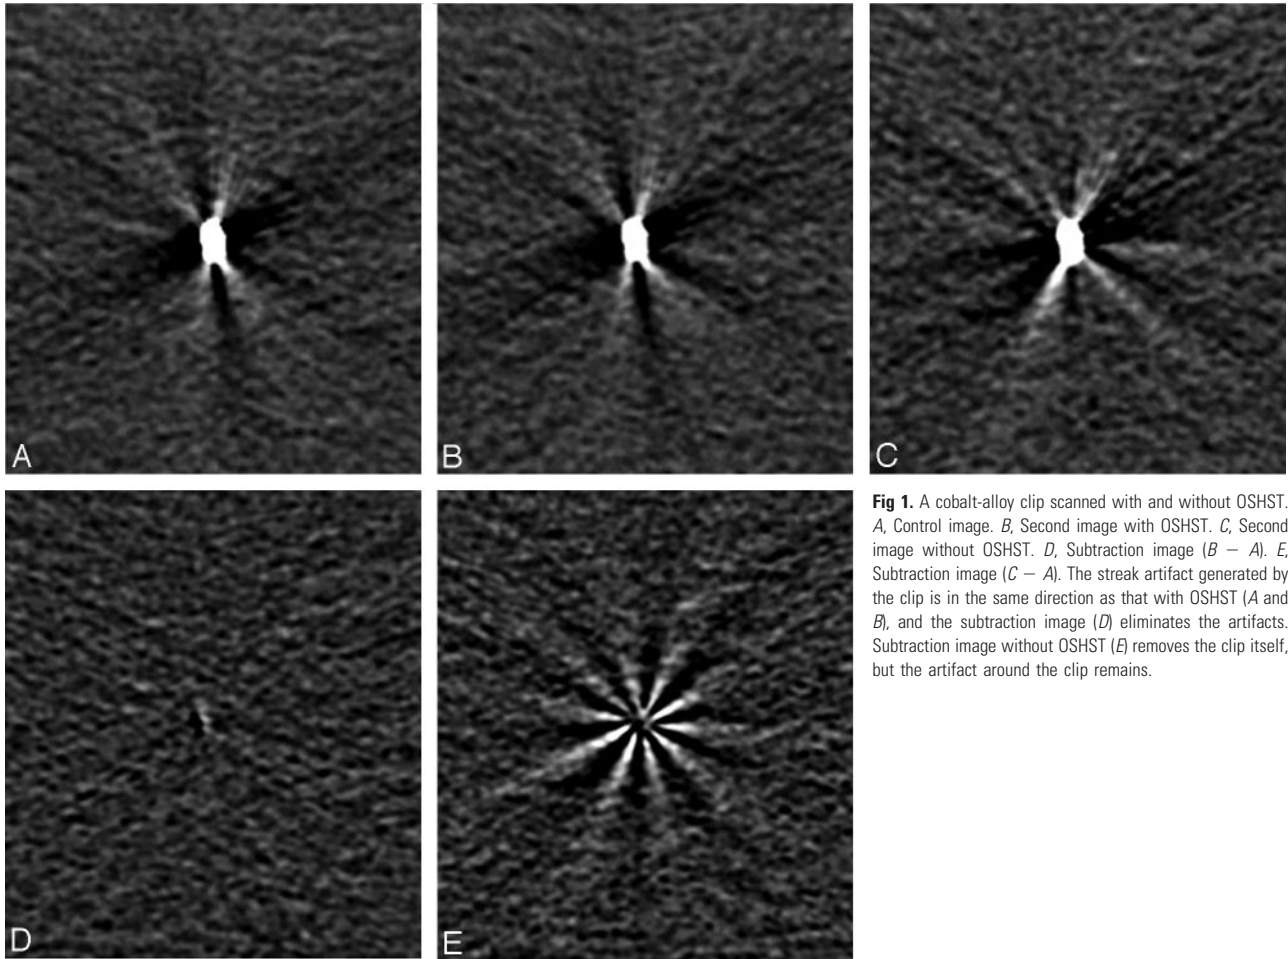 A
B
C
Fig 1. A cobalt-alloy clip scanned with and without OSHST.
A, Control image. B, Second image with OSHST. C, Second
image without OSHST. D, Subtraction image (B − A). E,
Subtraction image (C − A). The streak artifact generated by
the clip is in the same direction as that with OSHST (A and
B), and the subtraction image (D) eliminates the artifacts.
Subtraction image without OSHST (E) removes the clip itself,
but the artifact around the clip remains.
D
E